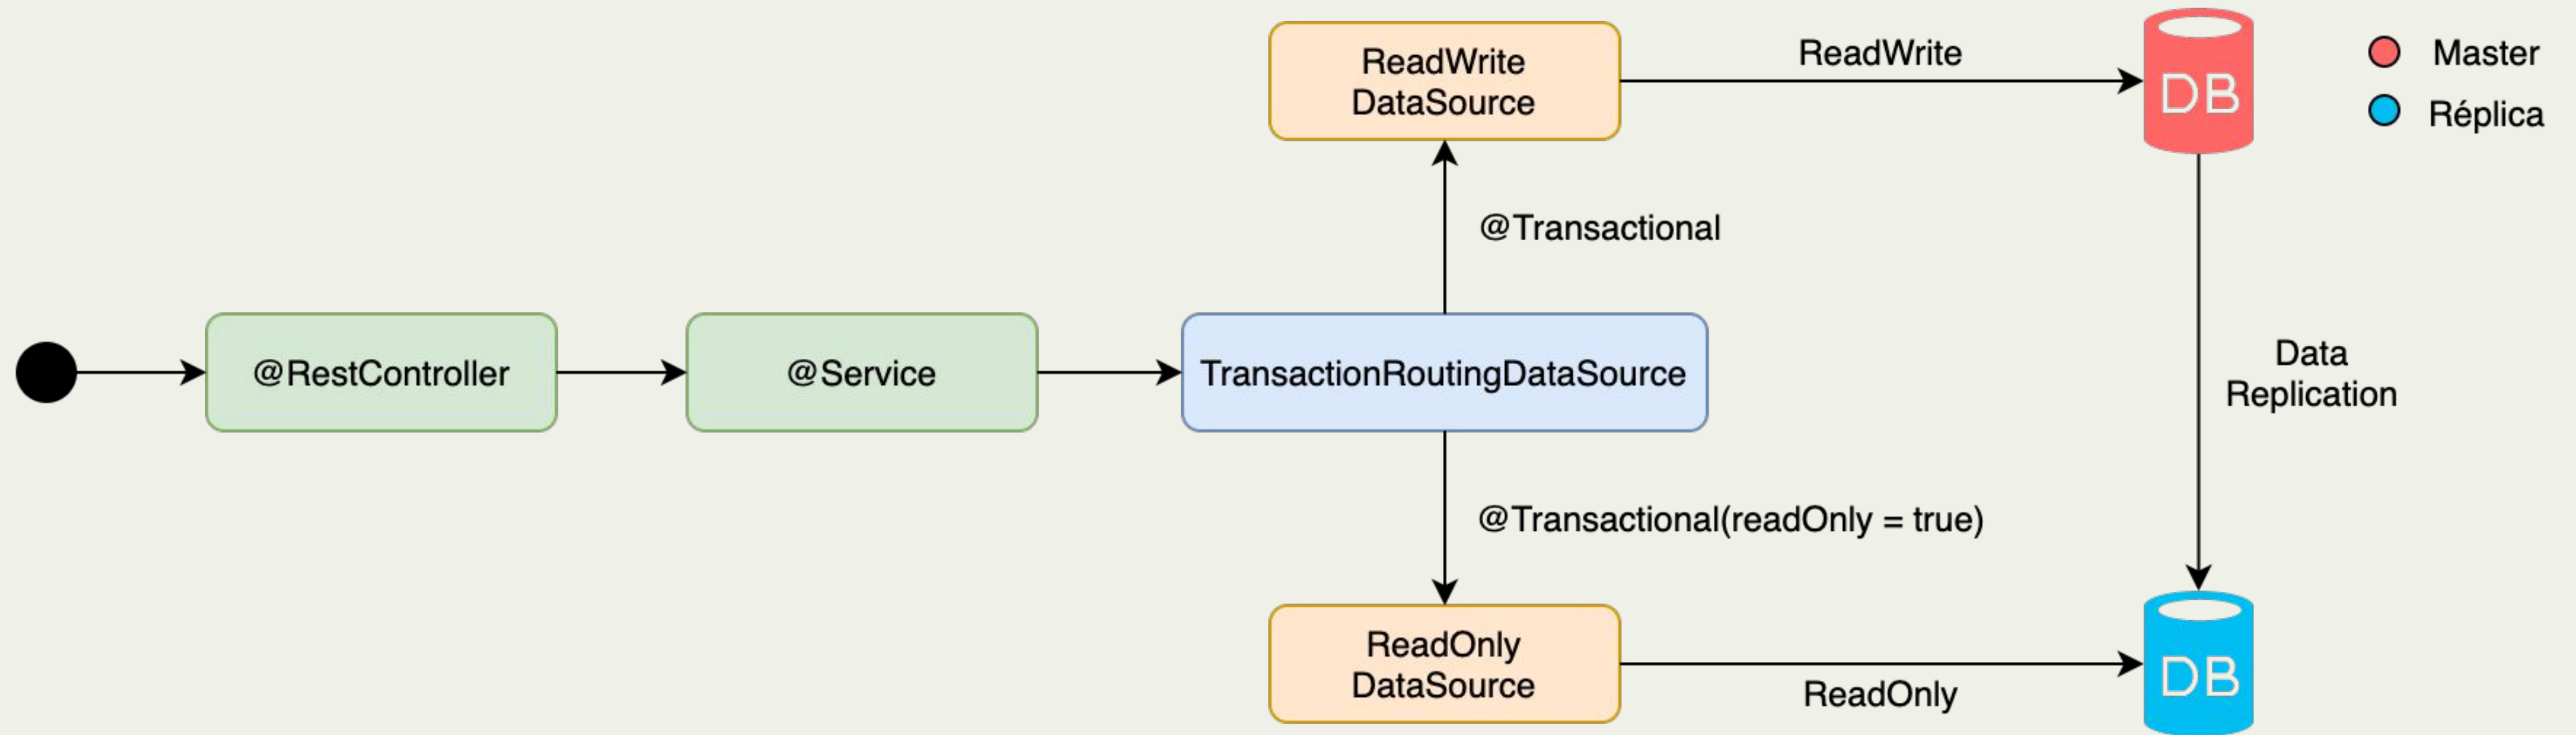 ReadWrite
DataSource
ReadWrite
DB
Master
Réplica
@Transactional
@RestController
@Service
TransactionRoutingDataSource
Data
Replication
@Transactional(readOnly = true)
ReadOnly
DataSource
ReadOnly
DB